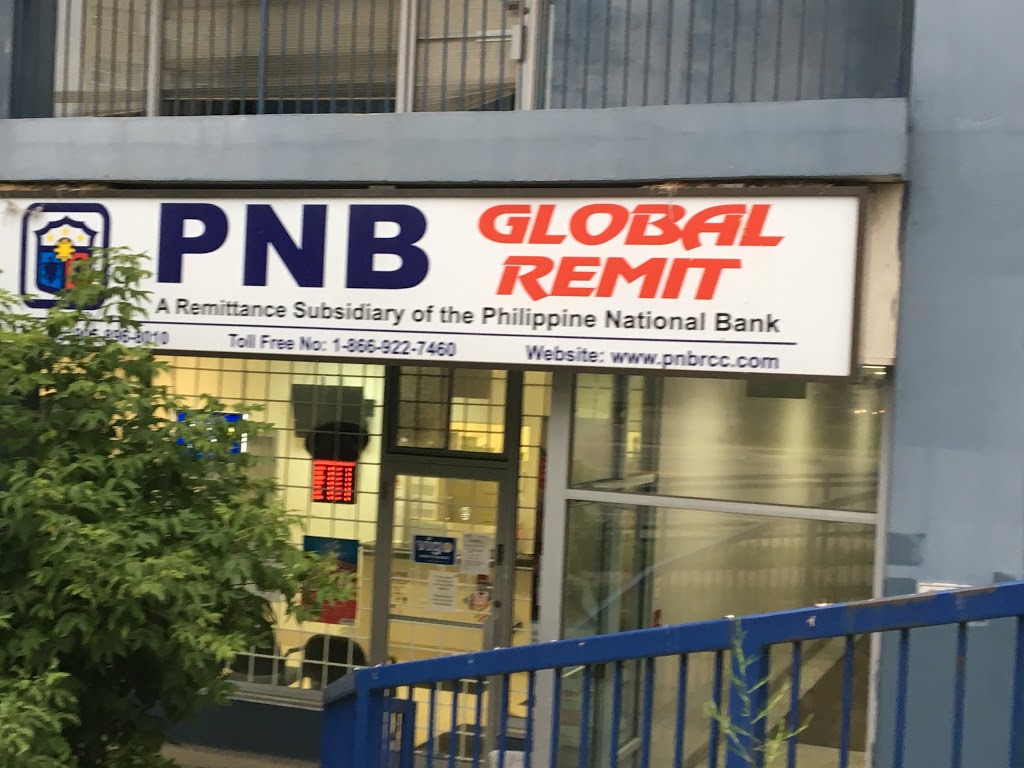 PNB
GLOBAL
REMIT
A Remittance Subsidiary of the Philippine National Bank
Toll Free No: 1-866-922-7460
Website: www.pnbrcc.com
vigo